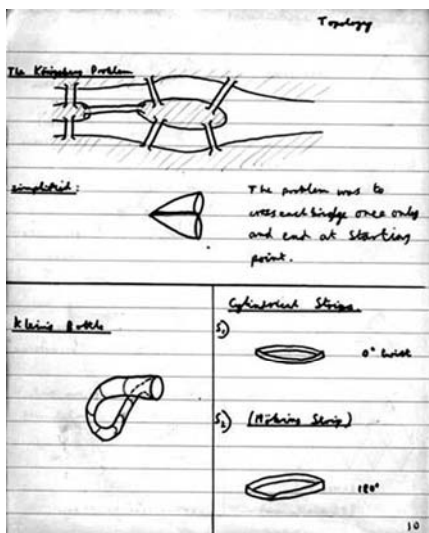 Topology
The Königsberg Problem
simplified:
The problem was to
cross each bridge once only
and end at starting
point.
Klein's Bottle
Cylindrical Strips
S₁)
0° twist
S₂) (Möbius Strip)
180°
10